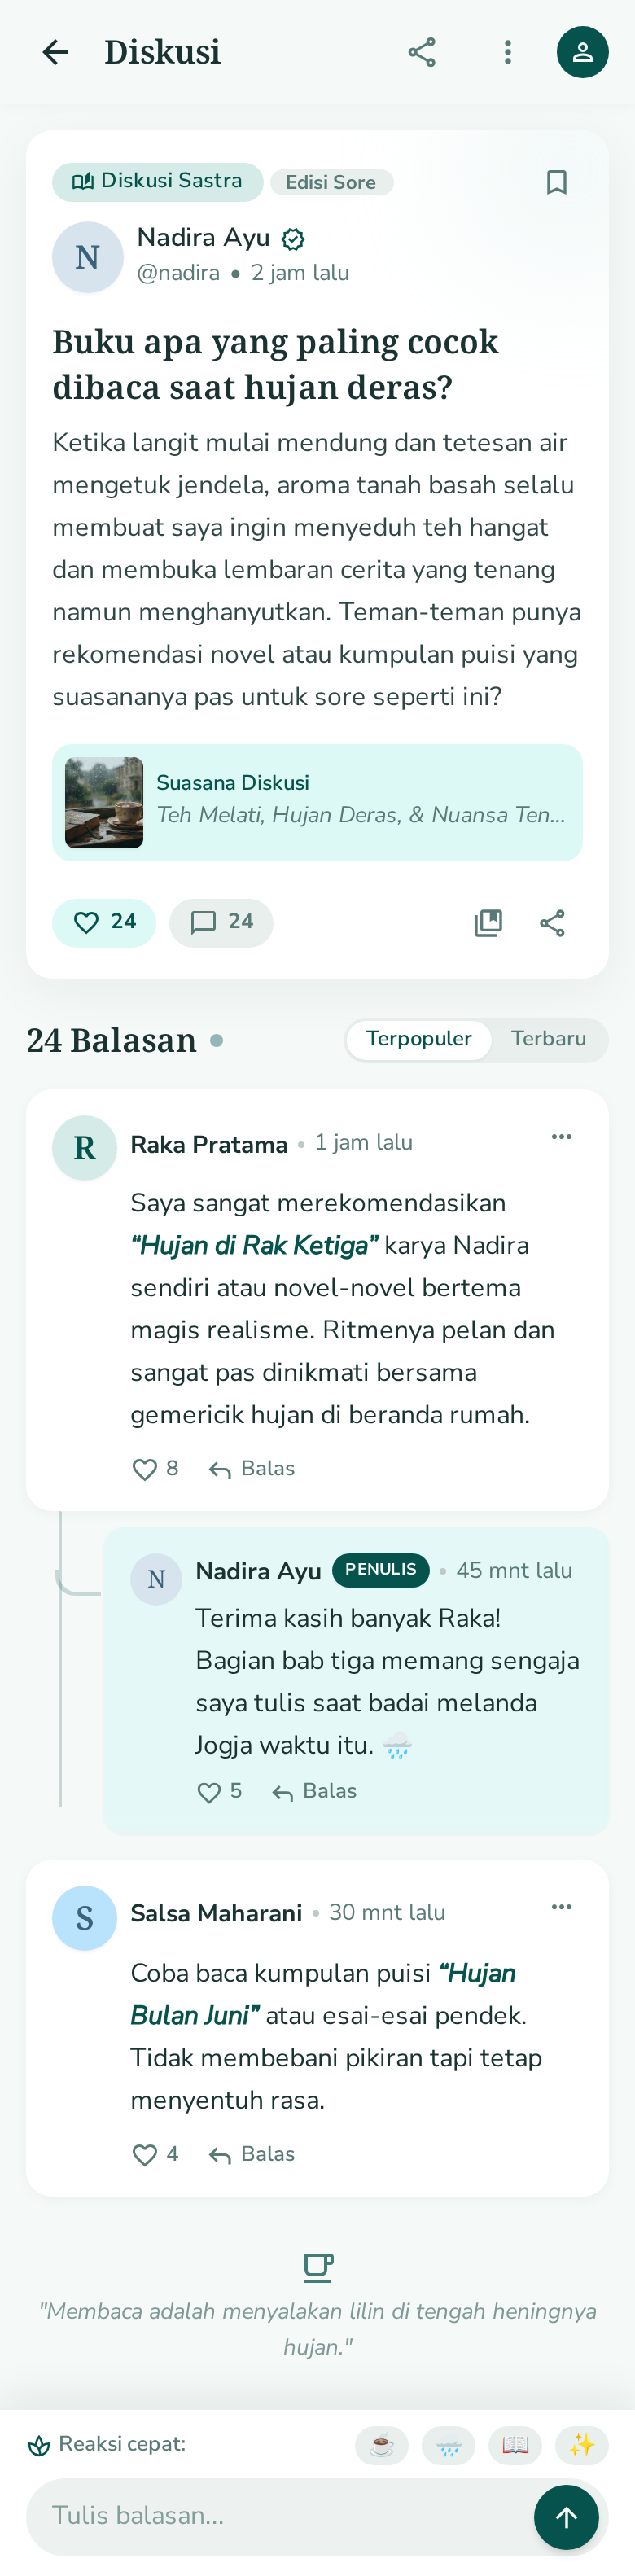 Diskusi
Diskusi Sastra
Edisi Sore
N
Nadira Ayu
@nadira • 2 jam lalu
Buku apa yang paling cocok
dibaca saat hujan deras?
Ketika langit mulai mendung dan tetesan air
mengetuk jendela, aroma tanah basah selalu
membuat saya ingin menyeduh teh hangat
dan membuka lembaran cerita yang tenang
namun menghanyutkan. Teman-teman punya
rekomendasi novel atau kumpulan puisi yang
suasananya pas untuk sore seperti ini?
Suasana Diskusi
Teh Melati, Hujan Deras, & Nuansa Ten...
24
24
24 Balasan
Terpopuler
Terbaru
R
Raka Pratama • 1 jam lalu
Saya sangat merekomendasikan
“Hujan di Rak Ketiga” karya Nadira
sendiri atau novel-novel bertema
magis realisme. Ritmenya pelan dan
sangat pas dinikmati bersama
gemericik hujan di beranda rumah.
8
Balas
N
Nadira Ayu PENULIS • 45 mnt lalu
Terima kasih banyak Raka!
Bagian bab tiga memang sengaja
saya tulis saat badai melanda
Jogja waktu itu. 🌧️
5
Balas
S
Salsa Maharani • 30 mnt lalu
Coba baca kumpulan puisi “Hujan
Bulan Juni” atau esai-esai pendek.
Tidak membebani pikiran tapi tetap
menyentuh rasa.
4
Balas
"Membaca adalah menyalakan lilin di tengah heningnya
hujan."
Reaksi cepat:
☕ 🌧️ 📖 ✨
Tulis balasan...